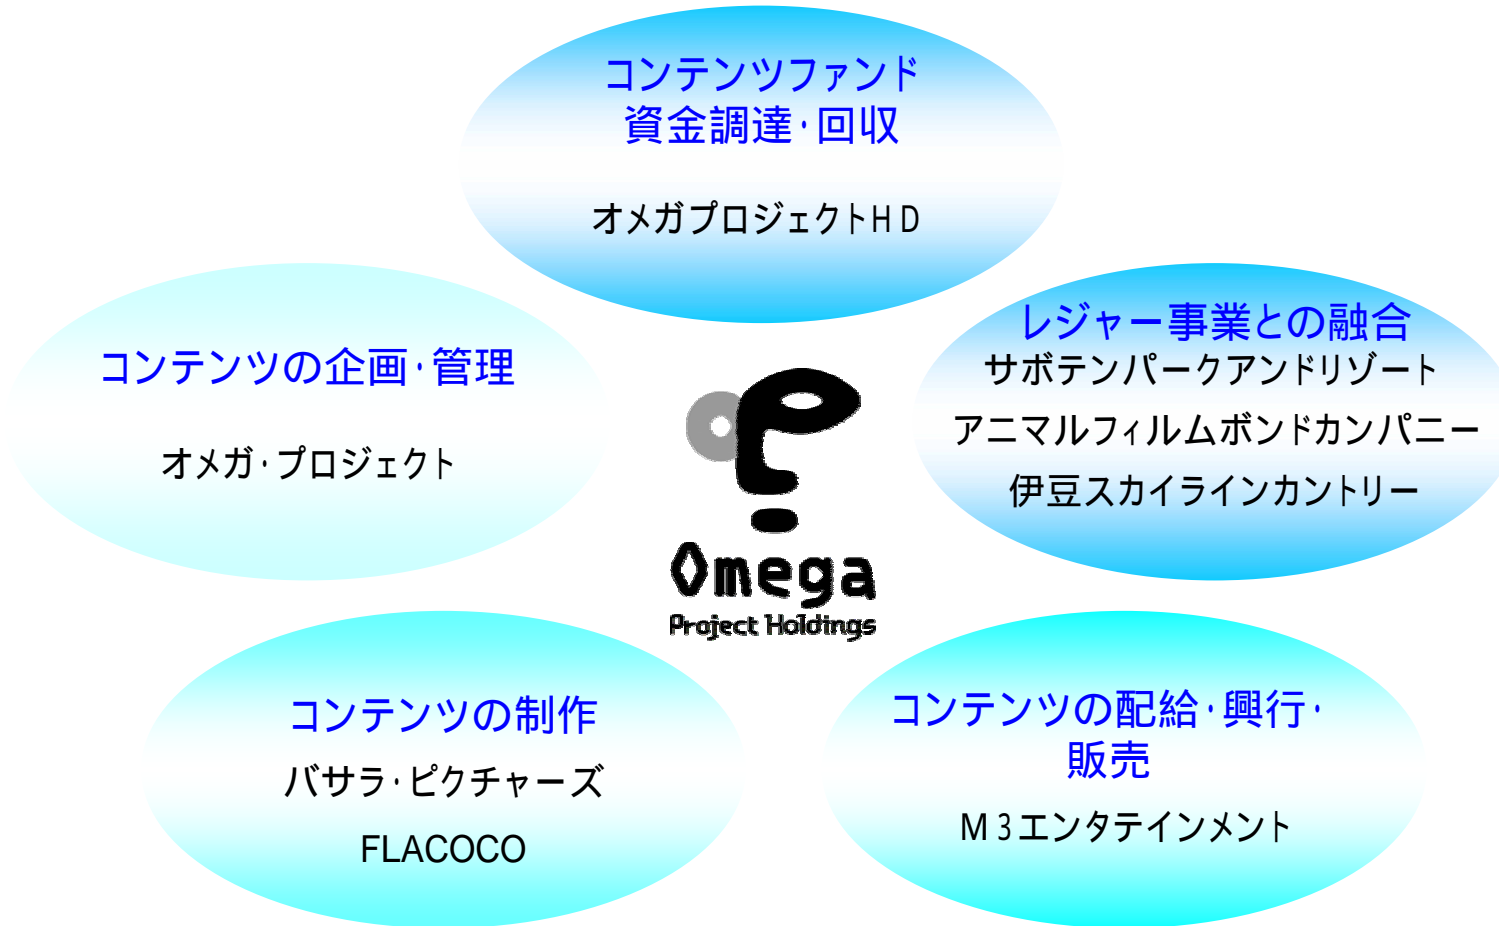 コンテンツファンド
資金調達・回収
オメガプロジェクトHD
コンテンツの企画・管理
オメガ・プロジェクト
レジャー事業との融合
サボテンパークアンドリゾート
アニマルフィルムボンドカンパニー
伊豆スカイラインカントリー
Omega
Project Holdings
コンテンツの制作
バサラ・ピクチャーズ
FLACOCO
コンテンツの配給・興行・
販売
M3エンタテインメント